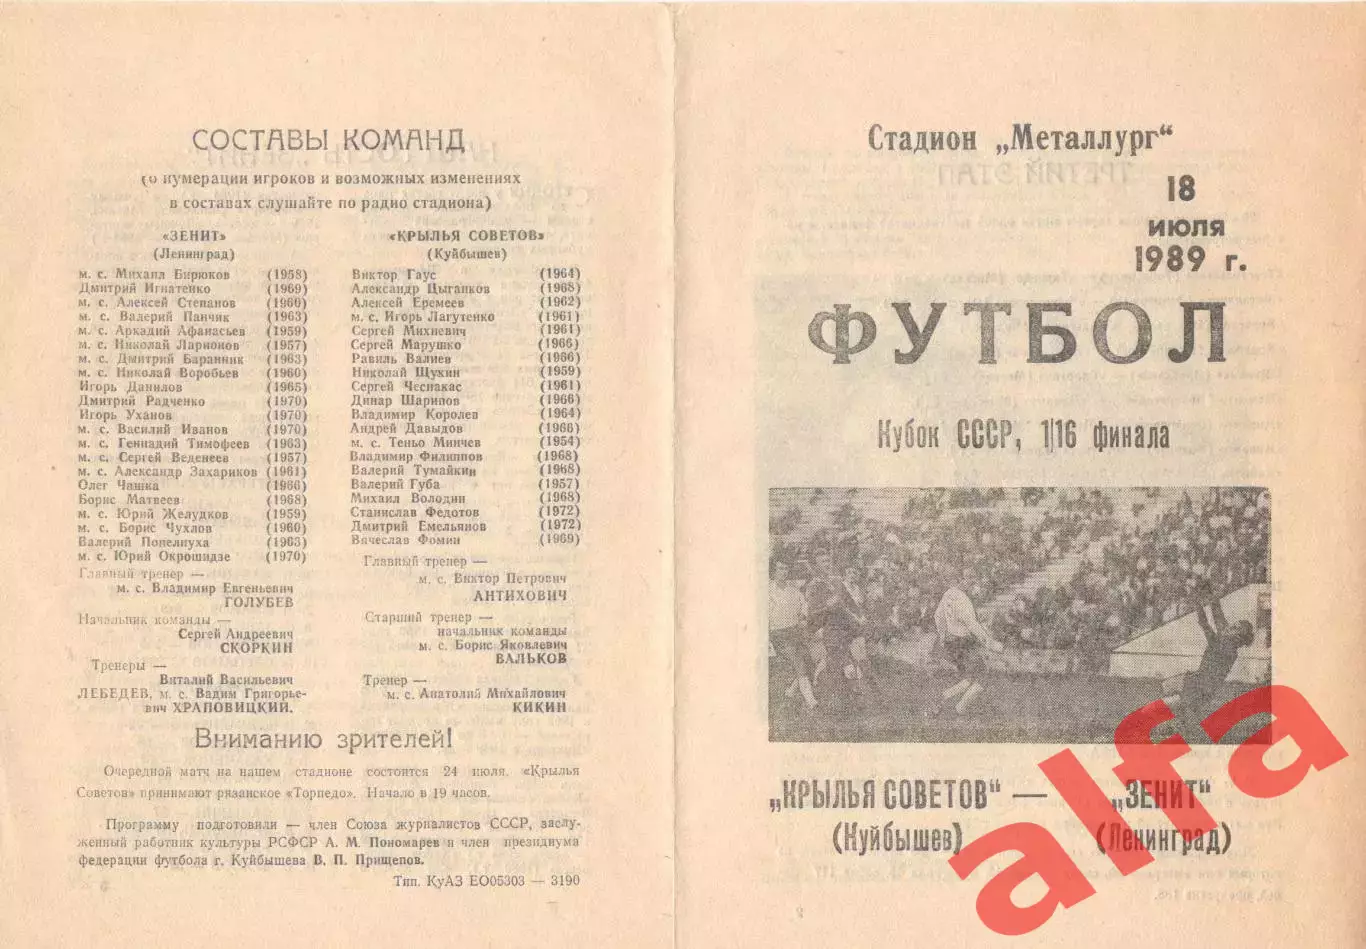 СОСТАВЫ КОМАНД
(о нумерации игроков и возможных изменениях
в составах слушайте по радио стадиона)
«ЗЕНИТ»
(Ленинград)
м. с. Михаил Бирюков (1958)
Дмитрий Игнатенко (1969)
м. с. Алексей Степанов (1960)
м. с. Валерий Панчик (1963)
м. с. Аркадий Афанасьев (1959)
м. с. Николай Ларионов (1957)
м. с. Дмитрий Баранник (1963)
м. с. Николай Воробьев (1960)
Игорь Данилов (1965)
Дмитрий Радченко (1970)
Игорь Уханов (1970)
м. с. Василий Иванов (1970)
м. с. Геннадий Тимофеев (1963)
м. с. Сергей Веденеев (1957)
м. с. Александр Захариков (1961)
Олег Чашка (1966)
Борис Матвеев (1968)
м. с. Юрий Желудков (1959)
м. с. Борис Чухлов (1960)
Валерий Попелнуха (1963)
м. с. Юрий Окрошидзе (1970)
Главный тренер —
м. с. Владимир Евгеньевич
ГОЛУБЕВ
Начальник команды —
Сергей Андреевич
СКОРКИН
Тренеры —
Виталий Васильевич
ЛЕБЕДЕВ, м. с. Вадим Григорье-
вич ХРАПОВИЦКИЙ.
«КРЫЛЬЯ СОВЕТОВ»
(Куйбышев)
Виктор Гаус (1964)
Александр Цыганков (1968)
Алексей Еремеев (1962)
м. с. Игорь Лагутенко (1961)
Сергей Михневич (1961)
Сергей Марушко (1966)
Равиль Валиев (1966)
Николай Щукин (1959)
Сергей Чеснакас (1961)
Динар Шарипов (1966)
Владимир Королев (1964)
Андрей Давыдов (1966)
м. с. Теньо Минчев (1954)
Владимир Филиппов (1968)
Валерий Тумайкин (1968)
Валерий Губа (1957)
Михаил Володин (1968)
Станислав Федотов (1972)
Дмитрий Емельянов (1972)
Вячеслав Фомин (1969)
Главный тренер —
м. с. Виктор Петрович
АНТИХОВИЧ
Старший тренер —
начальник команды
м. с. Борис Яковлевич
ВАЛЬКОВ
Тренер —
м. с. Анатолий Михайлович
КИКИН
Вниманию зрителей!
Очередной матч на нашем стадионе состоится 24 июля. «Крылья
Советов» принимают рязанское «Торпедо». Начало в 19 часов.
Программу подготовили — член Союза журналистов СССР, заслу-
женный работник культуры РСФСР А. М. Пономарев и член президиума
федерации футбола г. Куйбышева В. П. Прищепов.
Тип. КуАЗ ЕО05303 — 3190
Стадион „Металлург“
18
ИЮЛЯ
1989 г.
ФУТБОЛ
Кубок СССР, 1/16 финала
„КРЫЛЬЯ СОВЕТОВ“ — „ЗЕНИТ“
(Куйбышев) (Ленинград)
alfa